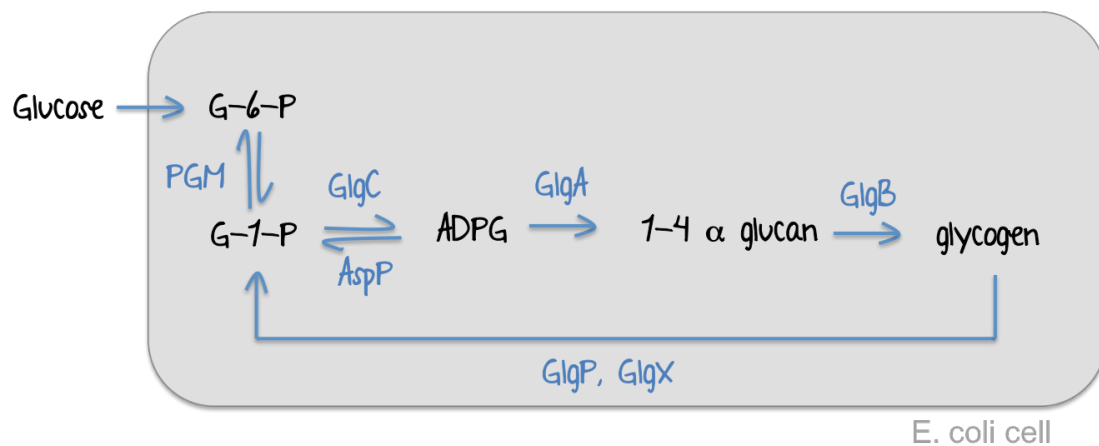 Glucose
G-6-P
PGM
GlgC
GlgA
GlgB
G-1-P
ADPG
1-4 α glucan
glycogen
AspP
GlgP, GlgX
E. coli cell